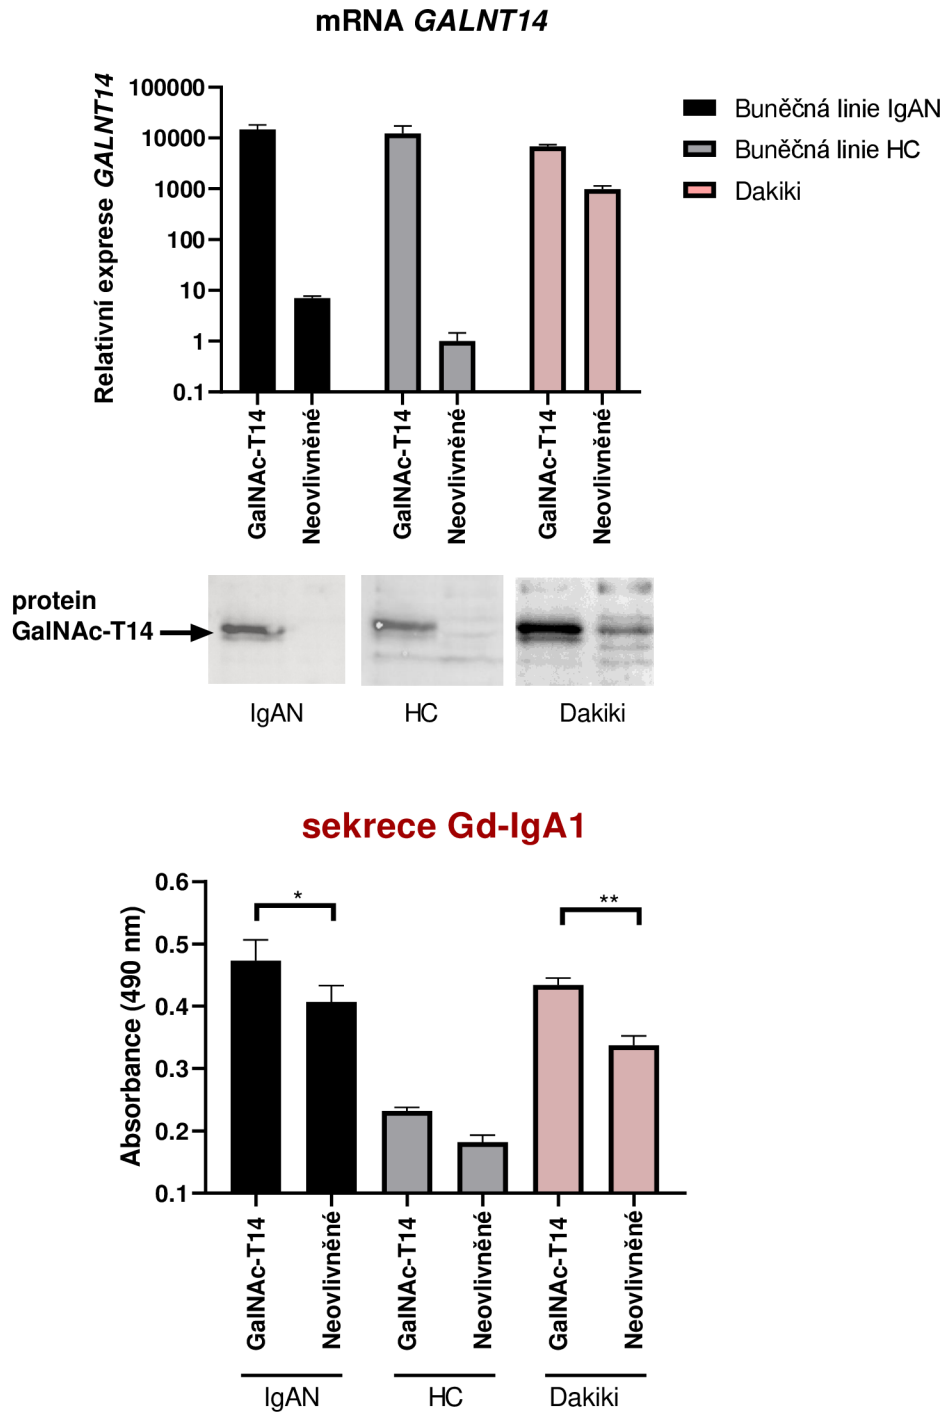 mRNA GALNT14
Relativní exprese GALNT14
100000
10000
1000
100
10
1
0.1
Buněčná linie IgAN
Buněčná linie HC
Dakiki
GalNAc-T14
Neovlivněné
GalNAc-T14
Neovlivněné
GalNAc-T14
Neovlivněné
protein
GalNAc-T14
IgAN
HC
Dakiki
sekrece Gd-IgA1
Absorbance (490 nm)
0.6
0.5
0.4
0.3
0.2
0.1
*
**
GalNAc-T14
Neovlivněné
GalNAc-T14
Neovlivněné
GalNAc-T14
Neovlivněné
IgAN
HC
Dakiki